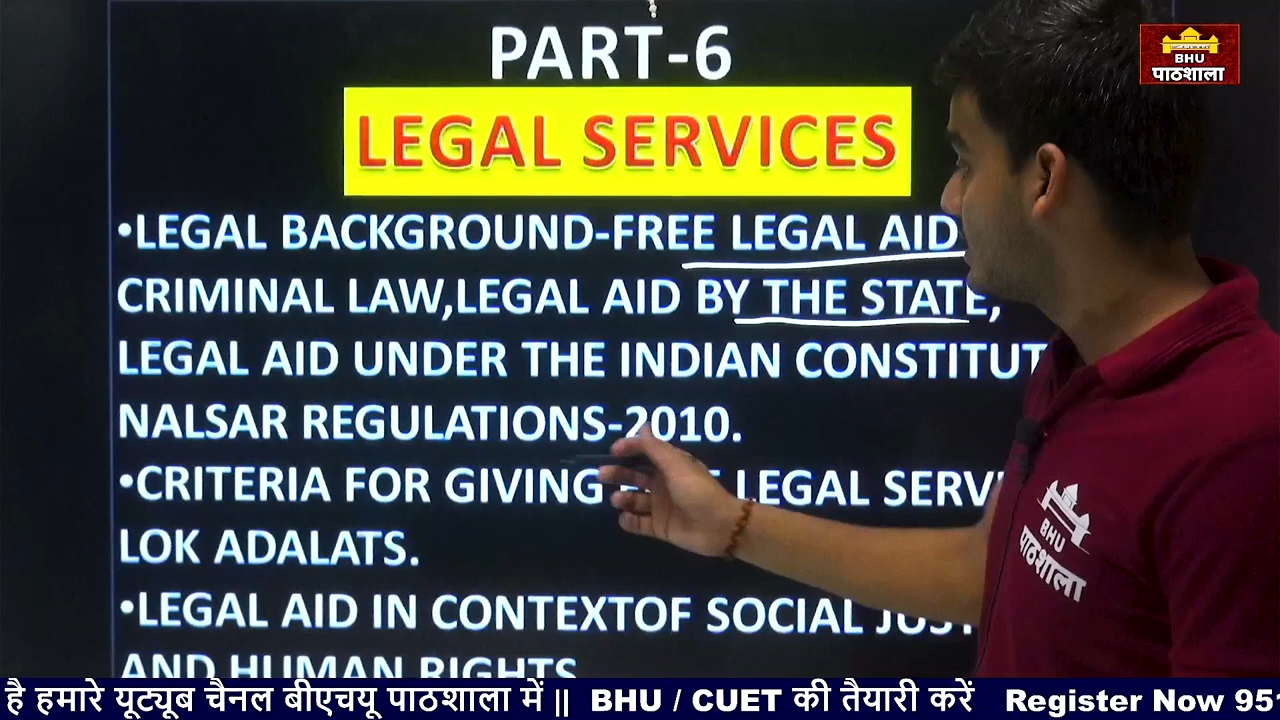 PART-6
BHU
पाठशाला
LEGAL SERVICES
•LEGAL BACKGROUND-FREE LEGAL AID
CRIMINAL LAW,LEGAL AID BY THE STATE,
LEGAL AID UNDER THE INDIAN CONSTITUT
NALSAR REGULATIONS-2010.
•CRITERIA FOR GIVING LEGAL SERV
LOK ADALATS.
•LEGAL AID IN CONTEXTOF SOCIAL JUST
AND HUMAN RIGHTS
BHU
पाठशाला
है हमारे यूट्यूब चैनल बीएचयू पाठशाला में || BHU / CUET की तैयारी करें Register Now 951